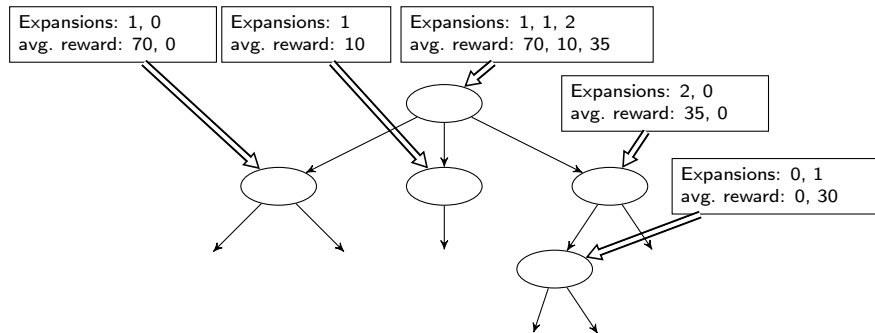 Expansions: 1, 0
avg. reward: 70, 0
Expansions: 1
avg. reward: 10
Expansions: 1, 1, 2
avg. reward: 70, 10, 35
Expansions: 2, 0
avg. reward: 35, 0
Expansions: 0, 1
avg. reward: 0, 30